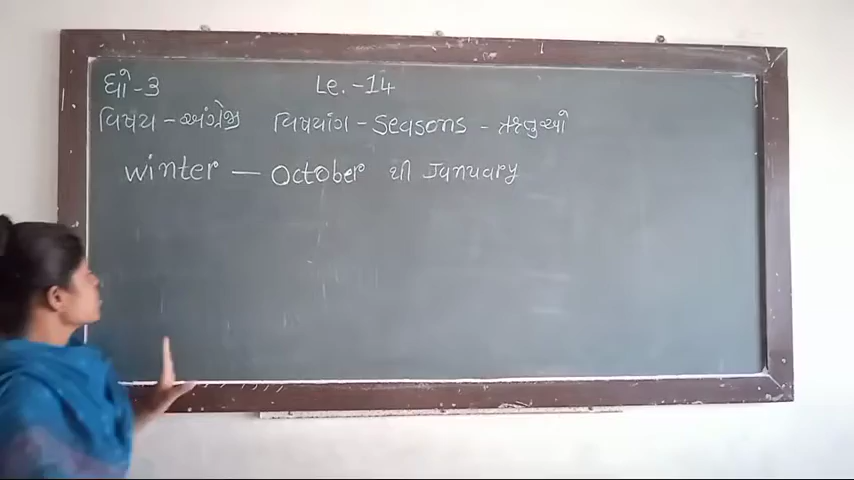 ધો-3 Le.-14
વિષય-અંગ્રેજી વિષયાંગ-Seasons-ઋતુઓ
winter — October થી January